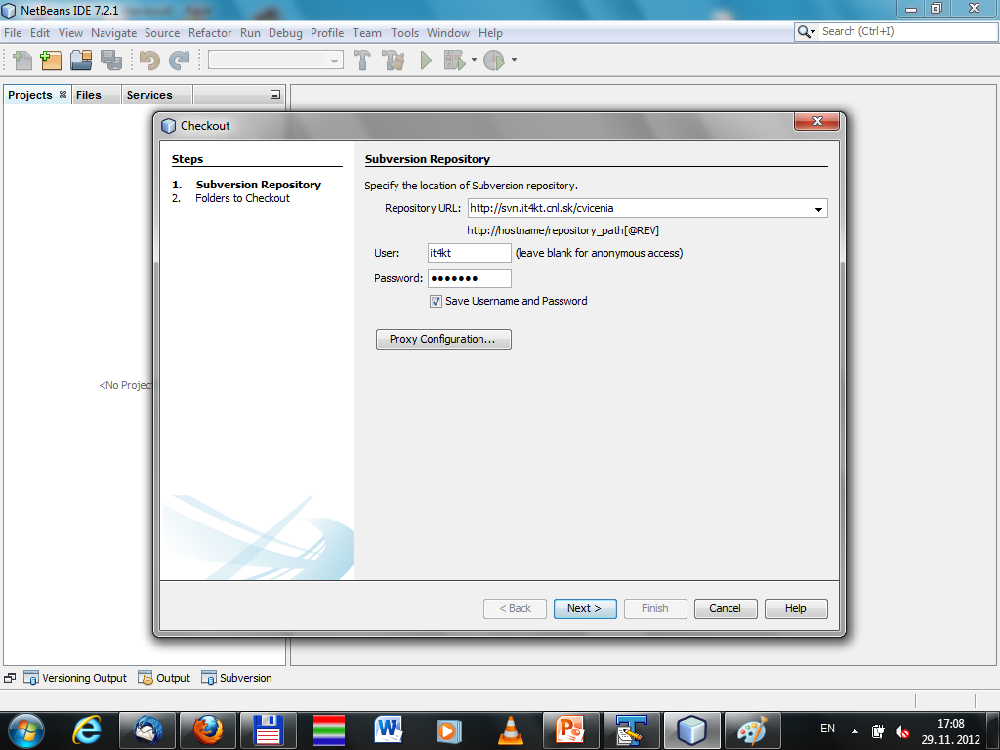 NetBeans IDE 7.2.1
File Edit View Navigate Source Refactor Run Debug Profile Team Tools Window Help
Search (Ctrl+I)
Projects Files Services
Checkout
Steps
1. Subversion Repository
2. Folders to Checkout
Subversion Repository
Specify the location of Subversion repository.
Repository URL: http://svn.it4kt.cnl.sk/cvicenia
http://hostname/repository_path[@REV]
User: it4kt (leave blank for anonymous access)
Password: ●●●●●●●
Save Username and Password
Proxy Configuration...
<No Projec
< Back Next > Finish Cancel Help
Versioning Output Output Subversion
EN
17:08
29. 11. 2012